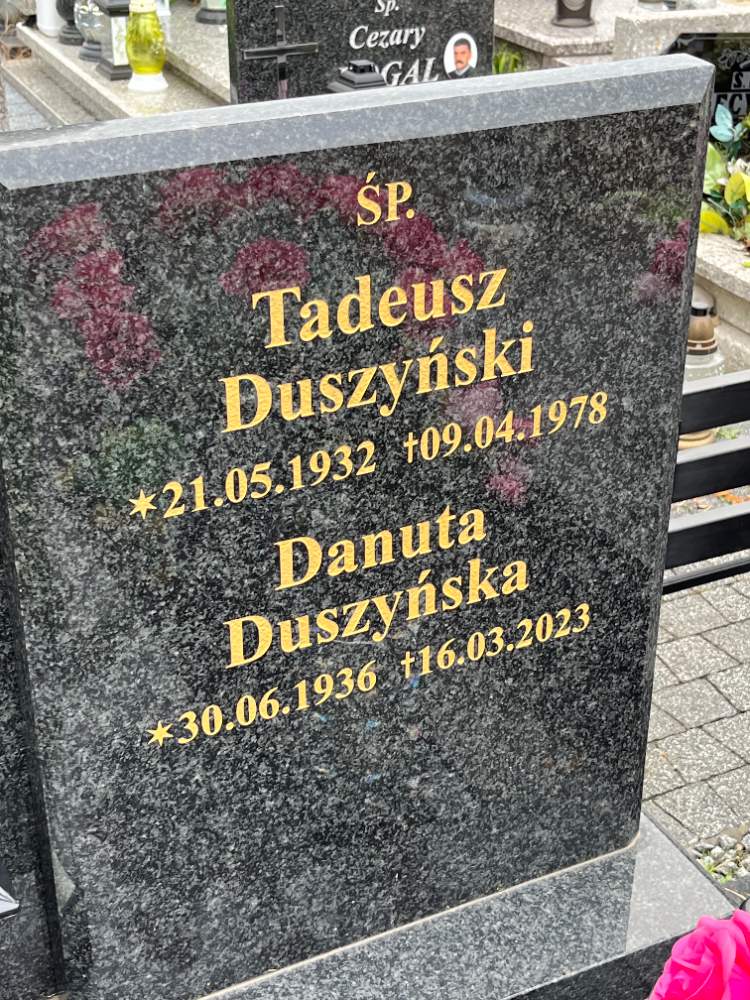 Śp.
Cezary
GAL
ŚP.
Tadeusz
Duszyński
✶21.05.1932 †09.04.1978
Danuta
Duszyńska
✶30.06.1936 †16.03.2023